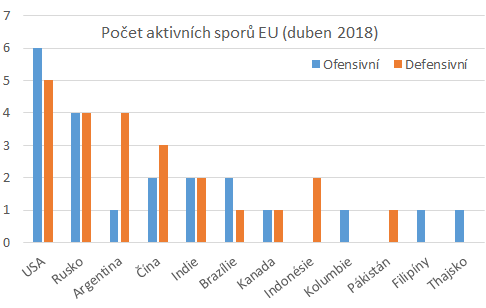 Počet aktivních sporů EU (duben 2018)
Ofensivní Defensivní
7
6
5
4
3
2
1
0
USA Rusko Argentina Čína Indie Brazílie Kanada Indonésie Kolumbie Pákistán Filipíny Thajsko